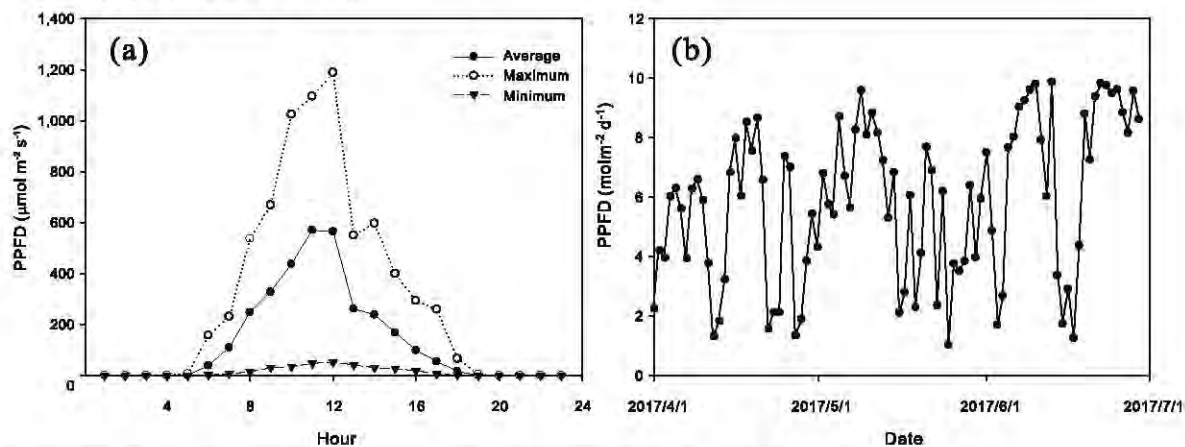 (a)
PPFD (μmol m⁻² s⁻¹)
1,400
1,200
1,000
800
600
400
200
0
4 8 12 16 20 24
Hour
Average
Maximum
Minimum
(b)
PPFD (molm⁻² d⁻¹)
12
10
8
6
4
2
0
2017/4/1 2017/5/1 2017/6/1 2017/7/1
Date